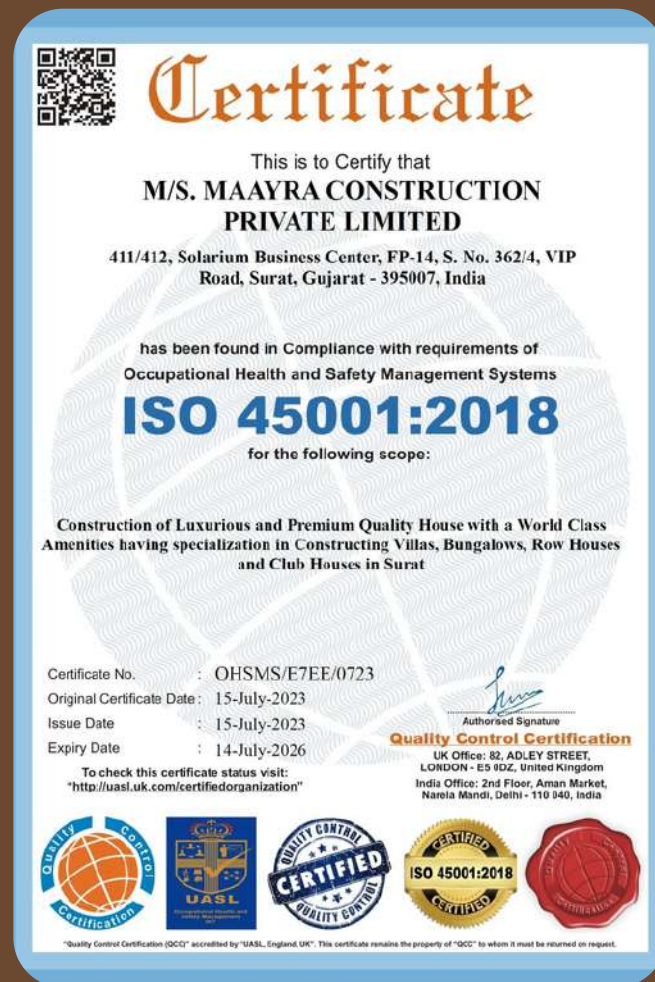 Certificate
This is to Certify that
M/S. MAAYRA CONSTRUCTION
PRIVATE LIMITED
411/412, Solarium Business Center, FP-14, S. No. 362/4, VIP
Road, Surat, Gujarat - 395007, India
has been found in Compliance with requirements of
Occupational Health and Safety Management Systems
ISO 45001:2018
for the following scope:
Construction of Luxurious and Premium Quality House with a World Class
Amenities having specialization in Constructing Villas, Bungalows, Row Houses
and Club Houses in Surat
Certificate No. : OHSMS/E7EE/0723
Original Certificate Date : 15-July-2023
Issue Date : 15-July-2023
Expiry Date : 14-July-2026
To check this certificate status visit:
"http://uasl.uk.com/certifiedorganization"
Authorised Signature
Quality Control Certification
UK Office: 82, ADLEY STREET,
LONDON - E5 0DZ, United Kingdom
India Office: 2nd Floor, Aman Market,
Narela Mandi, Delhi - 110 040, India
Quality Control
Certification
UASL
Occupational Health and
Safety Management
QUALITY CONTROL
CERTIFIED
QUALITY CONTROL
CERTIFIED
ISO 45001:2018
CERTIFIED
"Quality Control Certification (QCC)" accredited by "UASL, England, UK". This certificate remains the property of "QCC" to whom it must be returned on request.